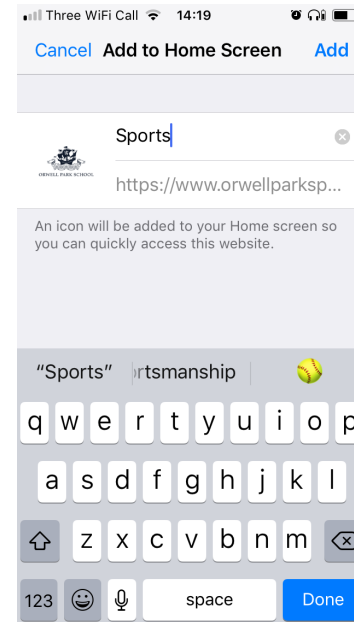 Three WiFi Call 14:19
Cancel Add to Home Screen Add
Sports
ORWELL PARK SCHOOL
https://www.orwellparksp...
An icon will be added to your Home screen so
you can quickly access this website.
“Sports” rtsmanship
q w e r t y u i o p
a s d f g h j k l
z x c v b n m
123 space Done